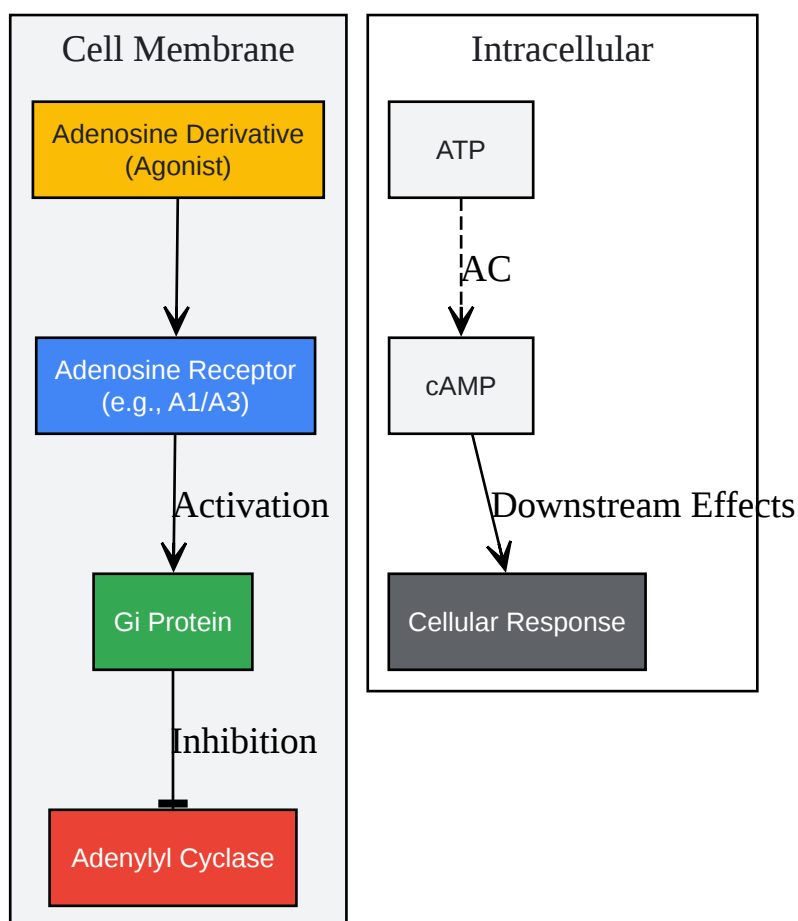 Cell Membrane
Adenosine Derivative
(Agonist)
Adenosine Receptor
(e.g., A1/A3)
Activation
Gi Protein
Inhibition
Adenylyl Cyclase
Intracellular
ATP
AC
cAMP
Downstream Effects
Cellular Response